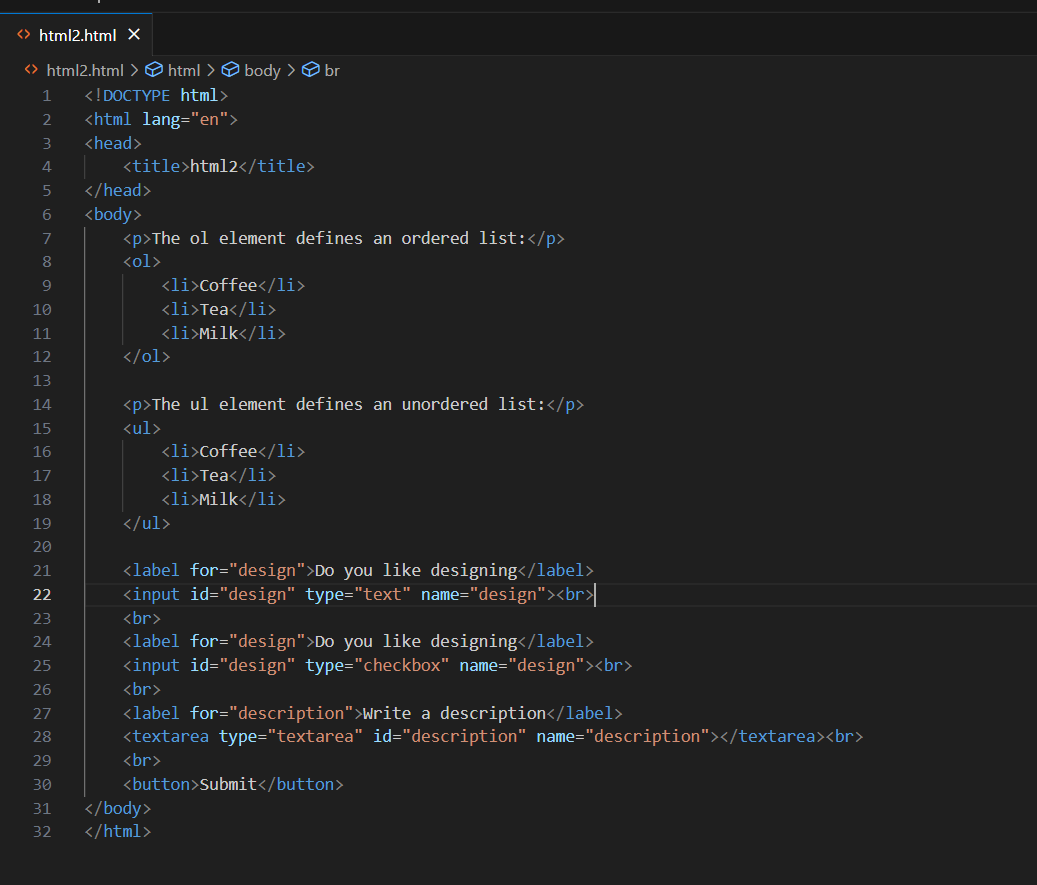 html2.html
html2.html > html > body > br
1 <!DOCTYPE html>
2 <html lang="en">
3 <head>
4     <title>html2</title>
5 </head>
6 <body>
7     <p>The ol element defines an ordered list:</p>
8     <ol>
9         <li>Coffee</li>
10         <li>Tea</li>
11         <li>Milk</li>
12     </ol>
13
14     <p>The ul element defines an unordered list:</p>
15     <ul>
16         <li>Coffee</li>
17         <li>Tea</li>
18         <li>Milk</li>
19     </ul>
20
21     <label for="design">Do you like designing</label>
22     <input id="design" type="text" name="design"><br>
23     <br>
24     <label for="design">Do you like designing</label>
25     <input id="design" type="checkbox" name="design"><br>
26     <br>
27     <label for="description">Write a description</label>
28     <textarea type="textarea" id="description" name="description"></textarea><br>
29     <br>
30     <button>Submit</button>
31 </body>
32 </html>